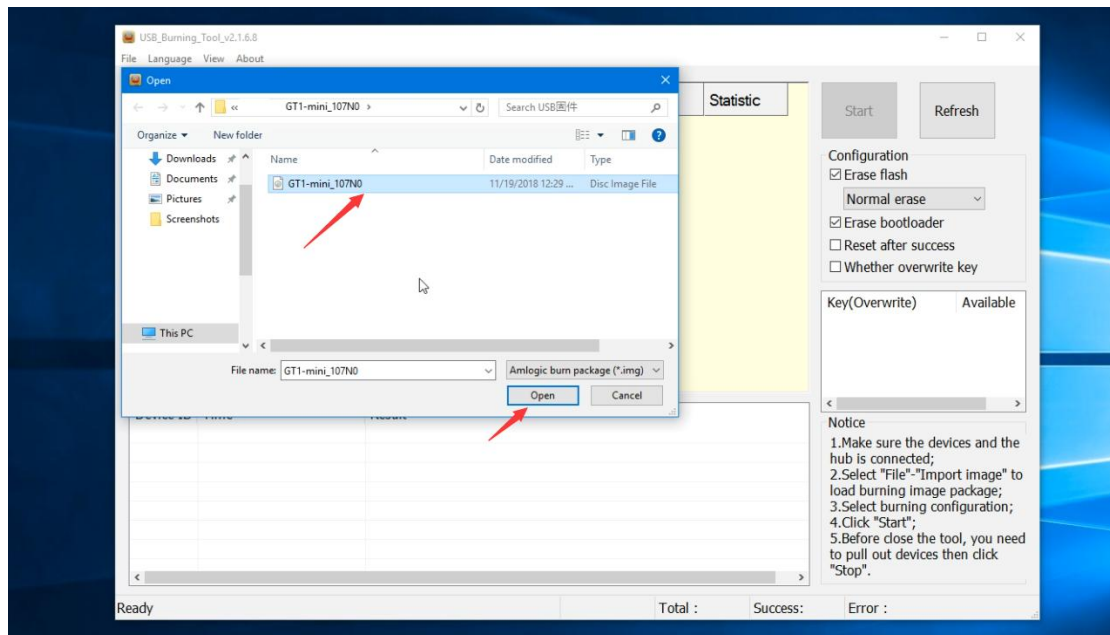 USB_Burning_Tool_v2.1.6.8
File Language View About
Open
« GT1-mini_107N0 >
Search USB固件
Organize
New folder
Downloads
Documents
Pictures
Screenshots
This PC
Name
Date modified
Type
GT1-mini_107N0
11/19/2018 12:29 ...
Disc Image File
File name:
GT1-mini_107N0
Amlogic burn package (*.img)
Open
Cancel
Statistic
Start
Refresh
Configuration
Erase flash
Normal erase
Erase bootloader
Reset after success
Whether overwrite key
Key(Overwrite)
Available
Notice
1.Make sure the devices and the
hub is connected;
2.Select "File"-"Import image" to
load burning image package;
3.Select burning configuration;
4.Click "Start";
5.Before close the tool, you need
to pull out devices then click
"Stop".
Ready
Total :
Success:
Error :